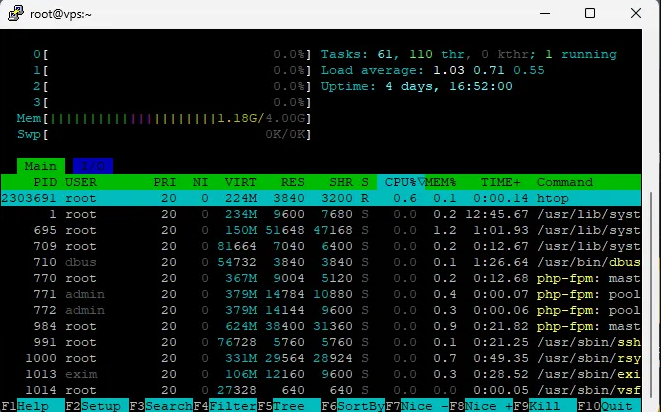 root@vps:~
0[ 0.0%] Tasks: 61, 110 thr, 0 kthr; 1 running
1[ 0.0%] Load average: 1.03 0.71 0.55
2[ 0.0%] Uptime: 4 days, 16:52:00
3[ 0.0%]
Mem[|||||||||||||||||||||1.18G/4.00G]
Swp[ 0K/0K]
Main I/O
PID USER PRI NI VIRT RES SHR S CPU%▽MEM% TIME+ Command
2303691 root 20 0 224M 3840 3200 R 0.6 0.1 0:00.14 htop
1 root 20 0 234M 9600 7680 S 0.0 0.2 12:45.67 /usr/lib/syst
695 root 20 0 150M 51648 47168 S 0.0 1.2 1:01.93 /usr/lib/syst
709 root 20 0 81664 7040 6400 S 0.0 0.2 0:12.67 /usr/lib/syst
710 dbus 20 0 54732 3840 3840 S 0.0 0.1 1:26.64 /usr/bin/dbus
770 root 20 0 367M 9004 5120 S 0.0 0.2 0:12.68 php-fpm: mast
771 admin 20 0 379M 14784 10880 S 0.0 0.4 0:00.07 php-fpm: pool
772 admin 20 0 379M 14144 9600 S 0.0 0.3 0:00.06 php-fpm: pool
984 root 20 0 624M 38400 31360 S 0.0 0.9 0:21.82 php-fpm: mast
991 root 20 0 76728 5760 5760 S 0.0 0.1 0:21.25 /usr/sbin/ssh
1000 root 20 0 331M 29564 28924 S 0.0 0.7 0:49.35 /usr/sbin/rsy
1013 exim 20 0 106M 12160 9600 S 0.0 0.3 0:28.52 /usr/sbin/exi
1014 root 20 0 27328 640 640 S 0.0 0.0 0:00.05 /usr/sbin/vsf
F1Help F2Setup F3SearchF4FilterF5Tree F6SortByF7Nice -F8Nice +F9Kill F10Quit